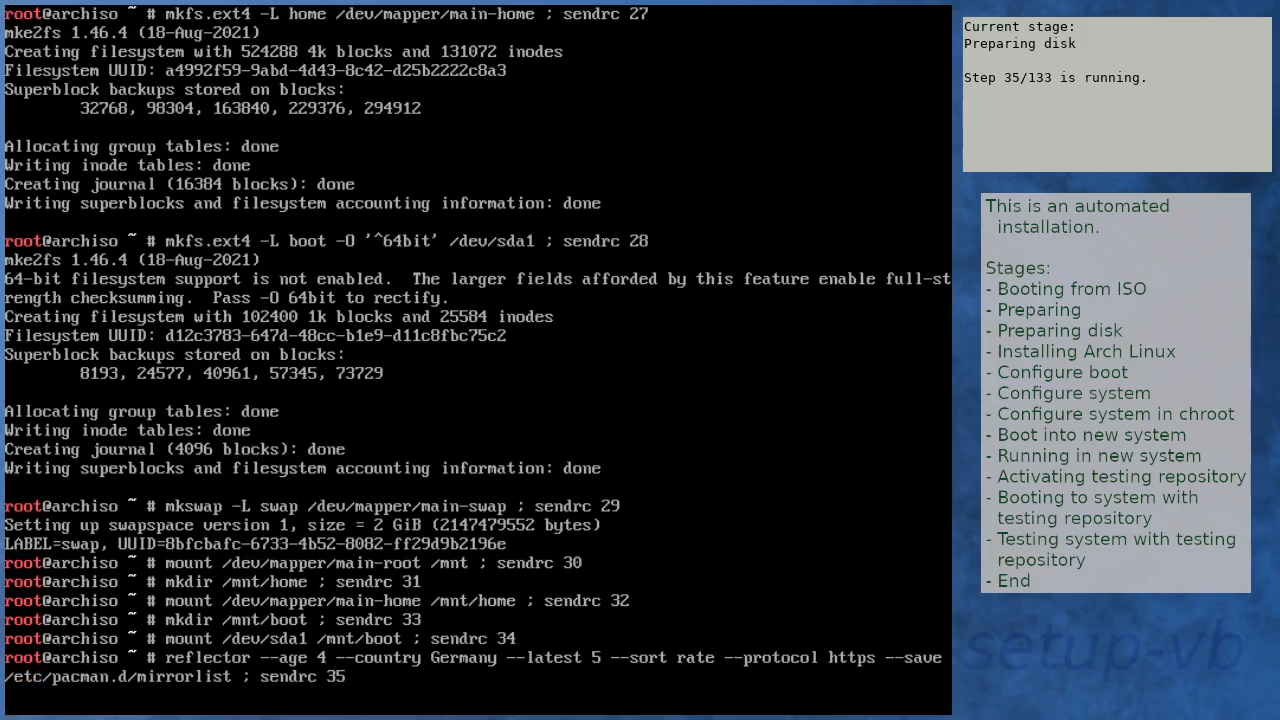 root@archiso ~ # mkfs.ext4 -L home /dev/mapper/main-home ; sendrc 27
mke2fs 1.46.4 (18-Aug-2021)
Creating filesystem with 524288 4k blocks and 131072 inodes
Filesystem UUID: a4992f59-9abd-4d43-8c42-d25b2222c8a3
Superblock backups stored on blocks:
32768, 98304, 163840, 229376, 294912
Allocating group tables: done
Writing inode tables: done
Creating journal (16384 blocks): done
Writing superblocks and filesystem accounting information: done
root@archiso ~ # mkfs.ext4 -L boot -O '^64bit' /dev/sda1 ; sendrc 28
mke2fs 1.46.4 (18-Aug-2021)
64-bit filesystem support is not enabled.  The larger fields afforded by this feature enable full-st
rength checksumming.  Pass -O 64bit to rectify.
Creating filesystem with 102400 1k blocks and 25584 inodes
Filesystem UUID: d12c3783-647d-48cc-b1e9-d11c8fbc75c2
Superblock backups stored on blocks:
8193, 24577, 40961, 57345, 73729
Allocating group tables: done
Writing inode tables: done
Creating journal (4096 blocks): done
Writing superblocks and filesystem accounting information: done
root@archiso ~ # mkswap -L swap /dev/mapper/main-swap ; sendrc 29
Setting up swapspace version 1, size = 2 GiB (2147479552 bytes)
LABEL=swap, UUID=8bfcbafc-6733-4b52-8082-ff29d9b2196e
root@archiso ~ # mount /dev/mapper/main-root /mnt ; sendrc 30
root@archiso ~ # mkdir /mnt/home ; sendrc 31
root@archiso ~ # mount /dev/mapper/main-home /mnt/home ; sendrc 32
root@archiso ~ # mkdir /mnt/boot ; sendrc 33
root@archiso ~ # mount /dev/sda1 /mnt/boot ; sendrc 34
root@archiso ~ # reflector --age 4 --country Germany --latest 5 --sort rate --protocol https --save
/etc/pacman.d/mirrorlist ; sendrc 35
Current stage:
Preparing disk
Step 35/133 is running.
This is an automated
installation.
Stages:
- Booting from ISO
- Preparing
- Preparing disk
- Installing Arch Linux
- Configure boot
- Configure system
- Configure system in chroot
- Boot into new system
- Running in new system
- Activating testing repository
- Booting to system with
testing repository
- Testing system with testing
repository
- End
setup-vb